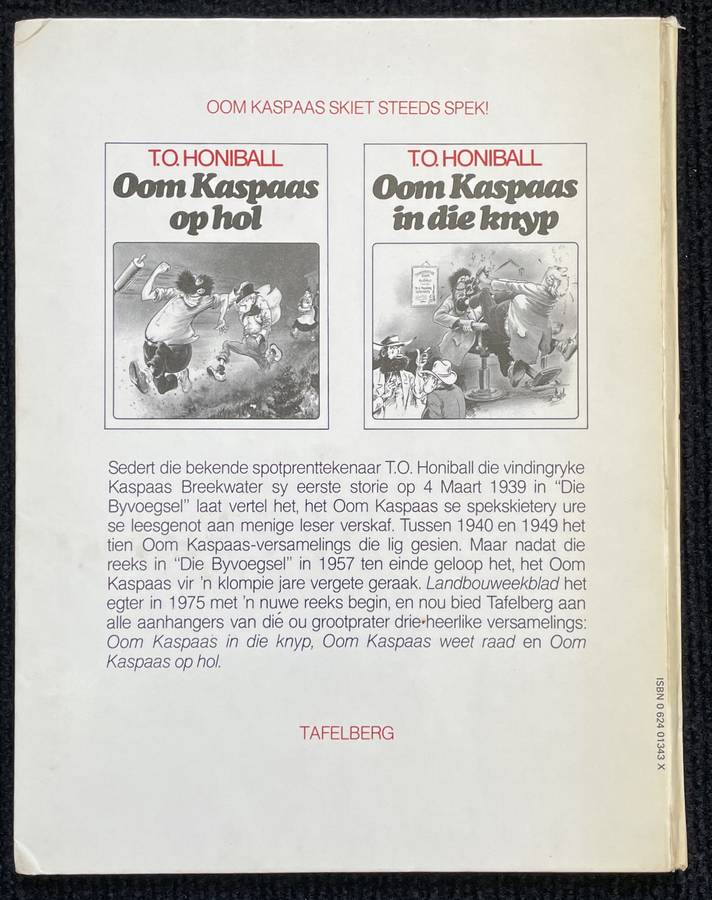 OOM KASPAAS SKIET STEEDS SPEK!
T.O. HONIBALL
Oom Kaspaas
op hol
T.O. HONIBALL
Oom Kaspaas
in die knyp
Sedert die bekende spotprenttekenaar T.O. Honiball die vindingryke
Kaspaas Breekwater sy eerste storie op 4 Maart 1939 in “Die
Byvoegsel” laat vertel het, het Oom Kaspaas se spekskietery ure
se leesgenot aan menige leser verskaf. Tussen 1940 en 1949 het
tien Oom Kaspaas-versamelings die lig gesien. Maar nadat die
reeks in “Die Byvoegsel” in 1957 ten einde geloop het, het Oom
Kaspaas vir ’n klompie jare vergete geraak. Landbouweekblad het
egter in 1975 met ’n nuwe reeks begin, en nou bied Tafelberg aan
alle aanhangers van dié ou grootprater drie heerlike versamelings:
Oom Kaspaas in die knyp, Oom Kaspaas weet raad en Oom
Kaspaas op hol.
TAFELBERG
ISBN 0 624 01343 X